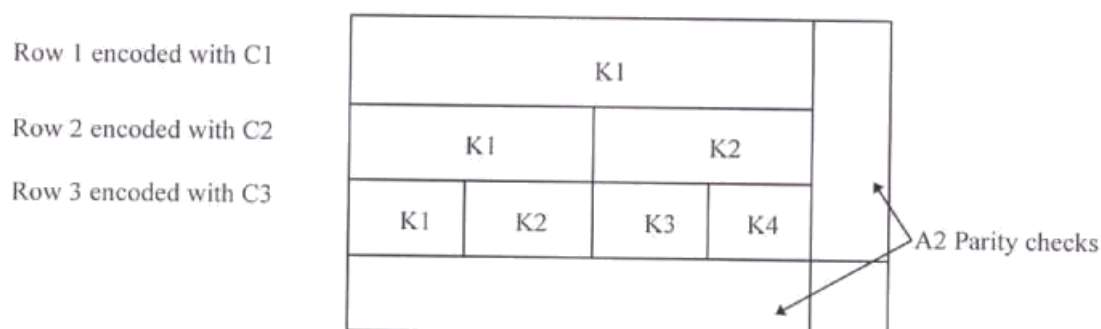 Row 1 encoded with C1
K1
Row 2 encoded with C2
K1 K2
Row 3 encoded with C3
K1 K2 K3 K4
A2 Parity checks